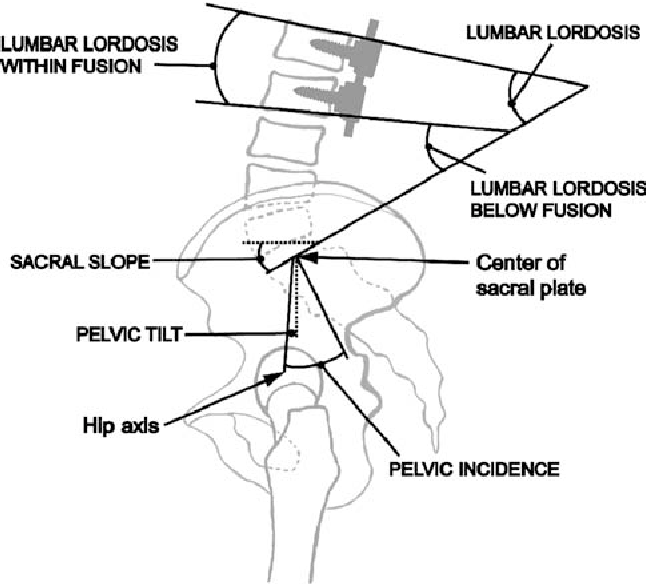 LUMBAR LORDOSIS
WITHIN FUSION
LUMBAR LORDOSIS
LUMBAR LORDOSIS
BELOW FUSION
SACRAL SLOPE
Center of
sacral plate
PELVIC TILT
Hip axis
PELVIC INCIDENCE